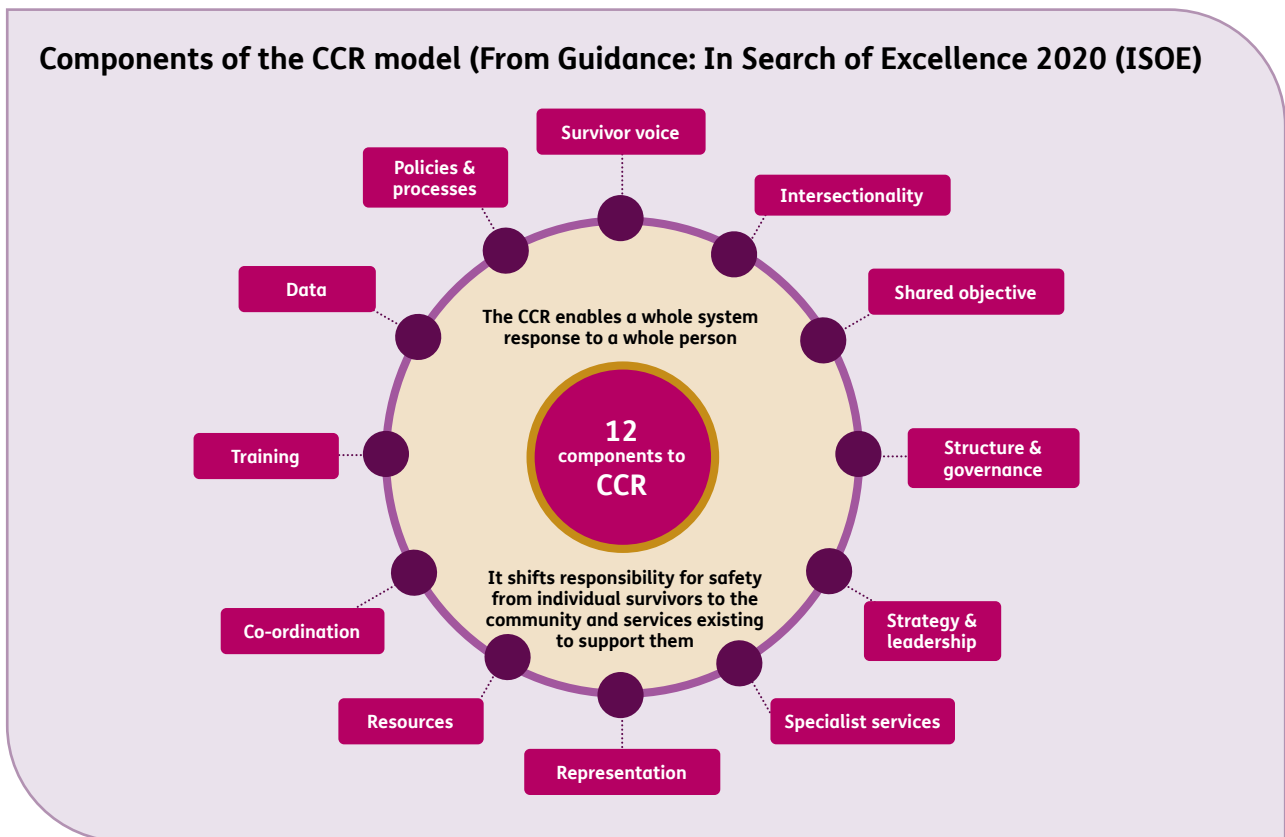 Components of the CCR model (From Guidance: In Search of Excellence 2020 (ISOE)
Survivor voice
Intersectionality
Shared objective
Structure &
governance
Strategy &
leadership
Specialist services
Representation
Resources
Co-ordination
Training
Data
Policies &
processes
The CCR enables a whole system
response to a whole person
12
components to
CCR
It shifts responsibility for safety
from individual survivors to the
community and services existing
to support them